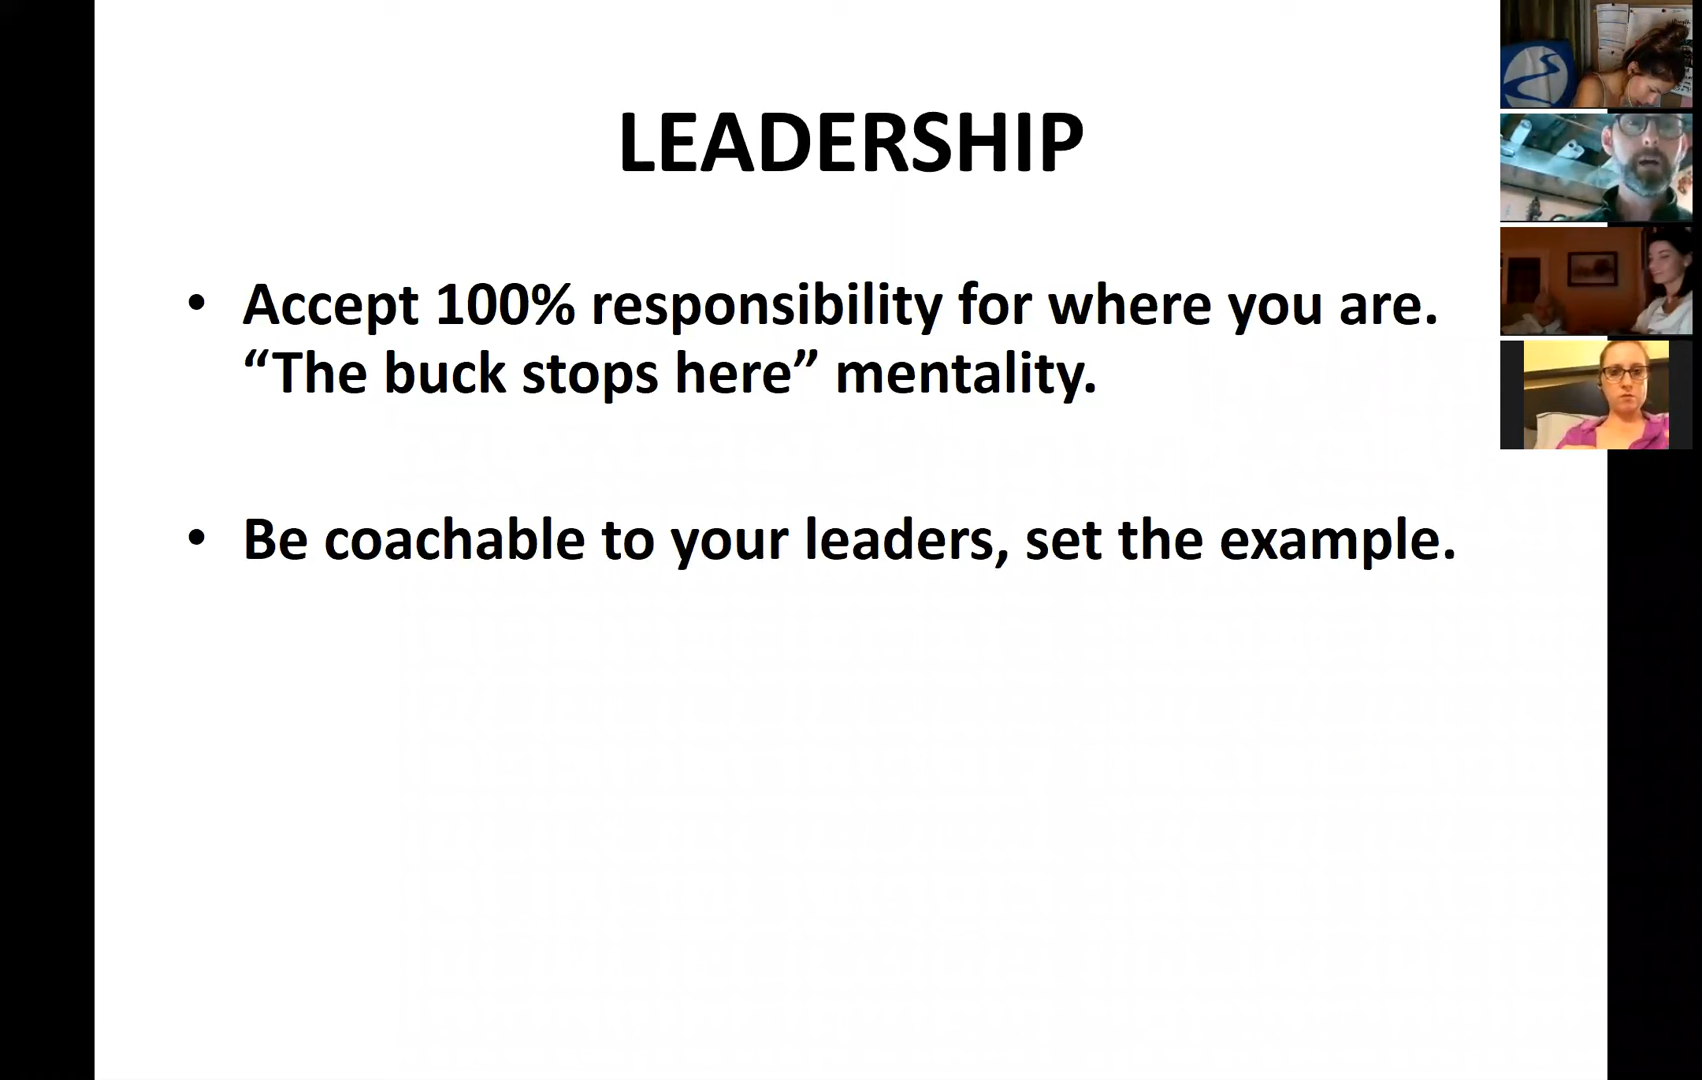 LEADERSHIP
• Accept 100% responsibility for where you are.
“The buck stops here” mentality.
• Be coachable to your leaders, set the example.